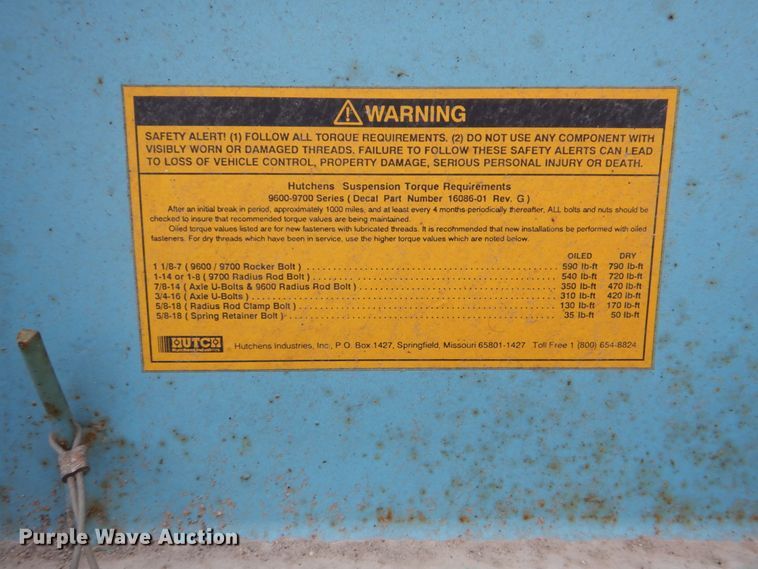 WARNING
SAFETY ALERT! (1) FOLLOW ALL TORQUE REQUIREMENTS. (2) DO NOT USE ANY COMPONENT WITH
VISIBLY WORN OR DAMAGED THREADS. FAILURE TO FOLLOW THESE SAFETY ALERTS CAN LEAD
TO LOSS OF VEHICLE CONTROL, PROPERTY DAMAGE, SERIOUS PERSONAL INJURY OR DEATH.
Hutchens Suspension Torque Requirements
9600-9700 Series ( Decal Part Number 16086-01 Rev. G )
After an initial break in period, approximately 1000 miles, and at least every 4 months periodically thereafter, ALL bolts and nuts should be
checked to insure that recommended torque values are being maintained.
Oiled torque values listed are for new fasteners with lubricated threads. It is recommended that new installations be performed with oiled
fasteners. For dry threads which have been in service, use the higher torque values which are noted below.
OILED DRY
1 1/8-7 ( 9600 / 9700 Rocker Bolt ) 590 lb-ft 790 lb-ft
1-14 or 1-8 ( 9700 Radius Rod Bolt ) 540 lb-ft 720 lb-ft
7/8-14 ( Axle U-Bolts & 9600 Radius Rod Bolt ) 350 lb-ft 470 lb-ft
3/4-16 ( Axle U-Bolts ) 310 lb-ft 420 lb-ft
5/8-18 ( Radius Rod Clamp Bolt ) 130 lb-ft 170 lb-ft
5/8-18 ( Spring Retainer Bolt ) 35 lb-ft 50 lb-ft
HUTCH Hutchens Industries, Inc., P.O. Box 1427, Springfield, Missouri 65801-1427 Toll Free 1 (800) 654-8824
Hutchens Industries
Purple Wave Auction